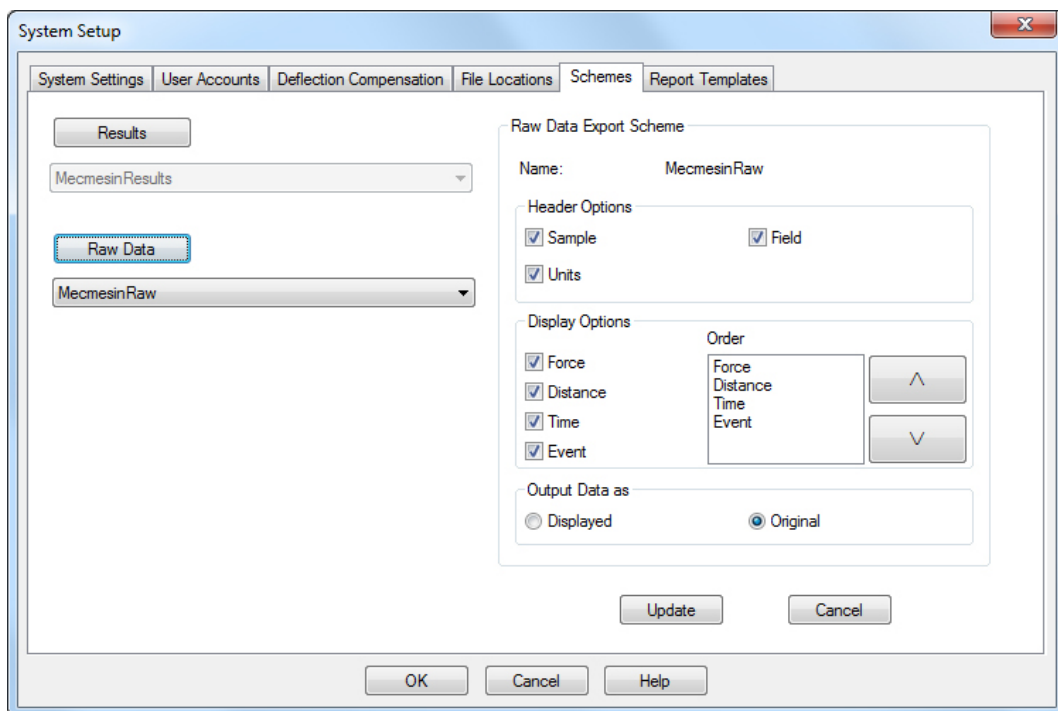 System Setup
System Settings User Accounts Deflection Compensation File Locations Schemes Report Templates
Results
MecmesinResults
Raw Data
MecmesinRaw
Raw Data Export Scheme
Name: MecmesinRaw
Header Options
Sample Field
Units
Display Options
Order
Force
Distance
Time
Event
Force
Distance
Time
Event
Output Data as
Displayed Original
Update Cancel
OK Cancel Help